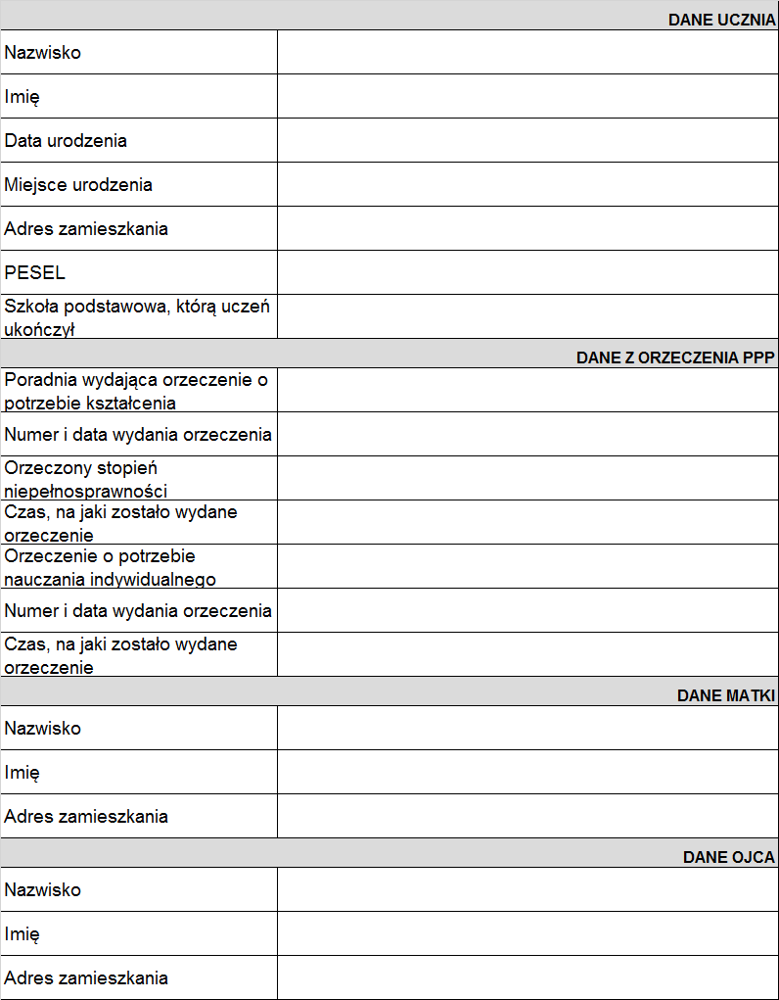 DANE UCZNIA
Nazwisko
Imię
Data urodzenia
Miejsce urodzenia
Adres zamieszkania
PESEL
Szkoła podstawowa, którą uczeń
ukończył
DANE Z ORZECZENIA PPP
Poradnia wydająca orzeczenie o
potrzebie kształcenia
Numer i data wydania orzeczenia
Orzeczony stopień
niepełnosprawności
Czas, na jaki zostało wydane
orzeczenie
Orzeczenie o potrzebie
nauczania indywidualnego
Numer i data wydania orzeczenia
Czas, na jaki zostało wydane
orzeczenie
DANE MATKI
Nazwisko
Imię
Adres zamieszkania
DANE OJCA
Nazwisko
Imię
Adres zamieszkania